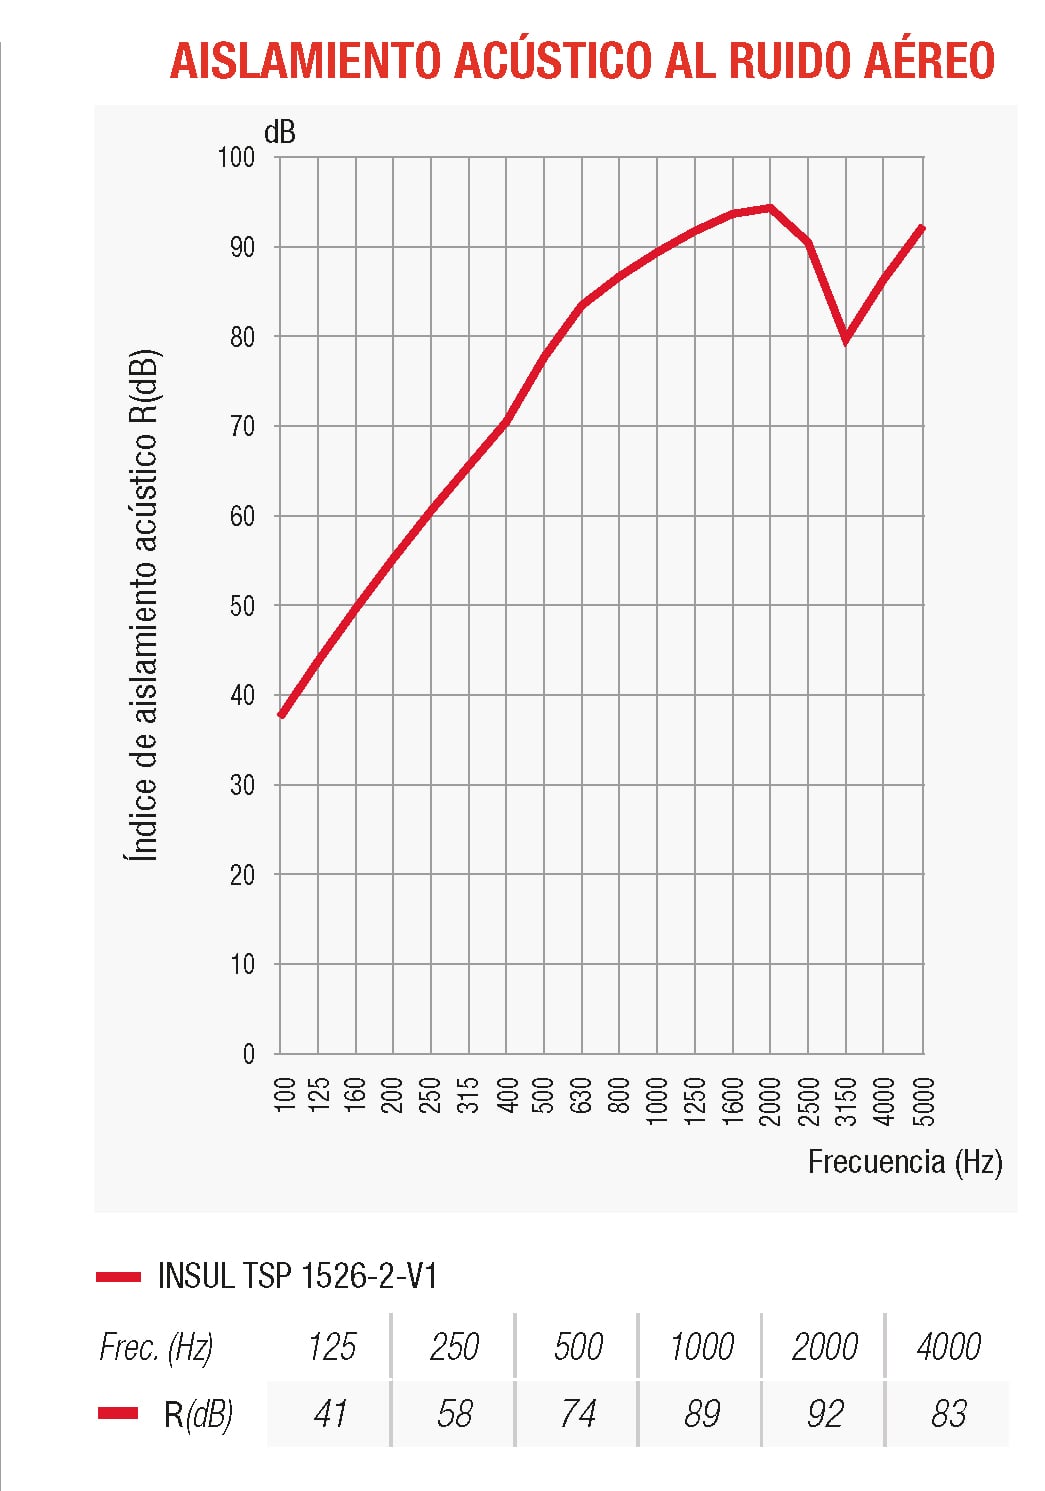 AISLAMIENTO ACÚSTICO AL RUIDO AÉREO
dB
100
90
80
70
60
50
40
30
20
10
0
Índice de aislamiento acústico R(dB)
100 125 160 200 250 315 400 500 630 800 1000 1250 1600 2000 2500 3150 4000 5000
Frecuencia (Hz)
INSUL TSP 1526-2-V1
Frec. (Hz) 125 250 500 1000 2000 4000
R(dB) 41 58 74 89 92 83